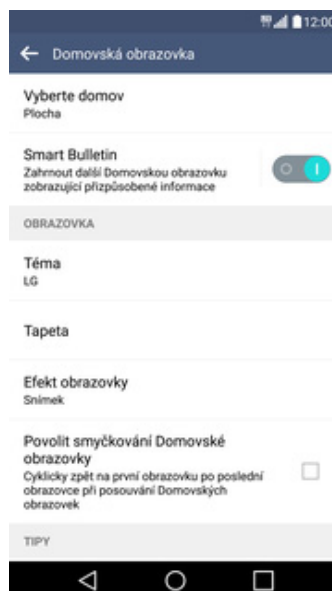 12:00
Domovská obrazovka
Vyberte domov
Plocha
Smart Bulletin
Zahrnout další Domovskou obrazovku
zobrazující přizpůsobené informace
OBRAZOVKA
Téma
LG
Tapeta
Efekt obrazovky
Snímek
Povolit smyčkování Domovské
obrazovky
Cyklicky zpět na první obrazovku po poslední
obrazovce při posouvání Domovských
obrazovek
TIPY